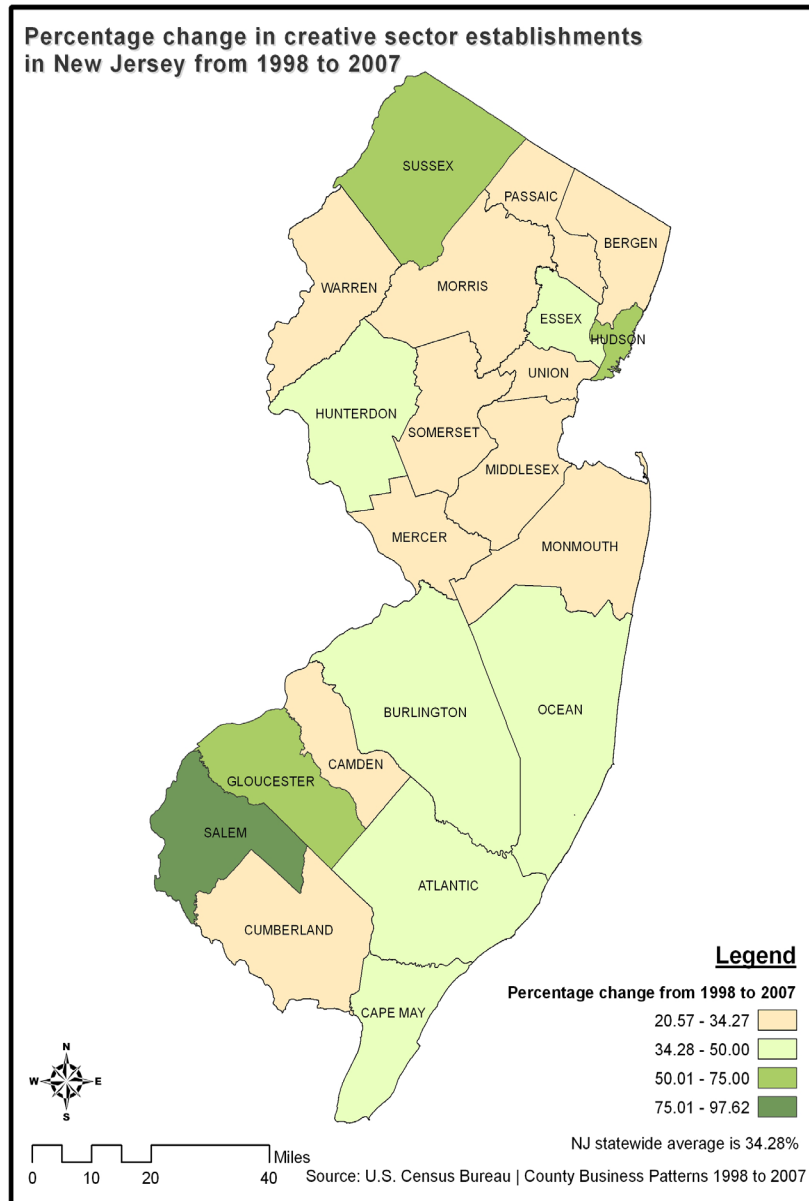 Percentage change in creative sector establishments
in New Jersey from 1998 to 2007
SUSSEX
PASSAIC
BERGEN
WARREN
MORRIS
ESSEX
HUDSON
UNION
HUNTERDON
SOMERSET
MIDDLESEX
MERCER
MONMOUTH
BURLINGTON
OCEAN
CAMDEN
GLOUCESTER
SALEM
ATLANTIC
CUMBERLAND
CAPE MAY
Legend
Percentage change from 1998 to 2007
20.57 - 34.27
34.28 - 50.00
50.01 - 75.00
75.01 - 97.62
NJ statewide average is 34.28%
N
W E
S
Miles
0 10 20 40
Source: U.S. Census Bureau | County Business Patterns 1998 to 2007